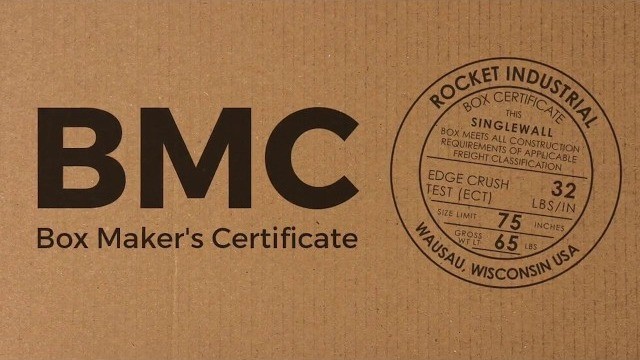 BMC
Box Maker's Certificate
ROCKET INDUSTRIAL
BOX CERTIFICATE
THIS
SINGLEWALL
BOX MEETS ALL CONSTRUCTION
REQUIREMENTS OF APPLICABLE
FREIGHT CLASSIFICATION
EDGE CRUSH
TEST (ECT)
32
LBS/IN
SIZE LIMIT 75 INCHES
GROSS
WT LT 65 LBS
WAUSAU, WISCONSIN USA